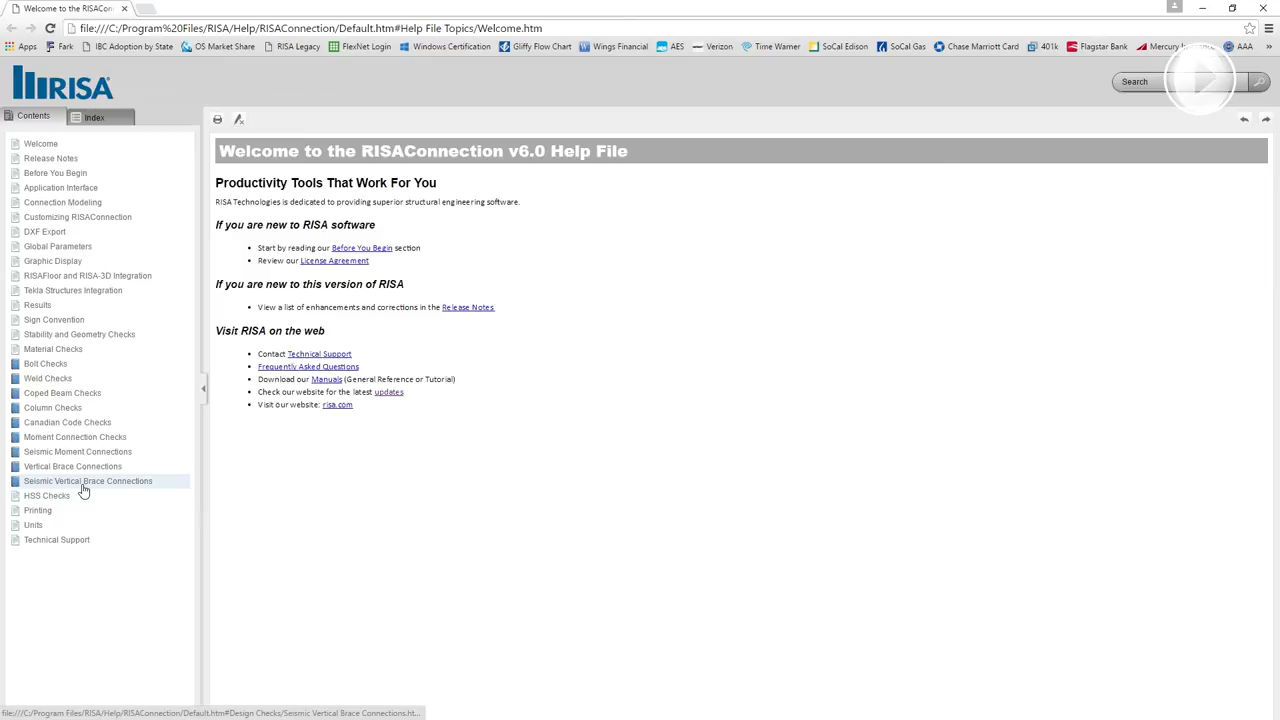 Welcome to the RISACon
file:///C:/Program%20Files/RISA/Help/RISAConnection/Default.htm#Help File Topics/Welcome.htm
Apps Fark IBC Adoption by State OS Market Share RISA Legacy FlexNet Login Windows Certification Giffy Flow Chart Wings Financial AES Verizon Time Warner SoCal Edison SoCal Gas Chase Marriott Card 401k Flagstar Bank Mercury AAA »
RISA
Search
Contents Index
Welcome
Release Notes
Before You Begin
Application Interface
Connection Modeling
Customizing RISAConnection
DXF Export
Global Parameters
Graphic Display
RISAFloor and RISA-3D Integration
Tekla Structures Integration
Results
Sign Convention
Stability and Geometry Checks
Material Checks
Bolt Checks
Weld Checks
Coped Beam Checks
Column Checks
Canadian Code Checks
Moment Connection Checks
Seismic Moment Connections
Vertical Brace Connections
Seismic Vertical Brace Connections
HSS Checks
Printing
Units
Technical Support
Welcome to the RISAConnection v6.0 Help File
Productivity Tools That Work For You
RISA Technologies is dedicated to providing superior structural engineering software.
If you are new to RISA software
• Start by reading our Before You Begin section
• Review our License Agreement
If you are new to this version of RISA
• View a list of enhancements and corrections in the Release Notes
Visit RISA on the web
• Contact Technical Support
• Frequently Asked Questions
• Download our Manuals (General Reference or Tutorial)
• Check our website for the latest updates
• Visit our website: risa.com
file:///C:/Program Files/RISA/Help/RISAConnection/Default.htm#Design Checks/Seismic Vertical Brace Connections.ht...